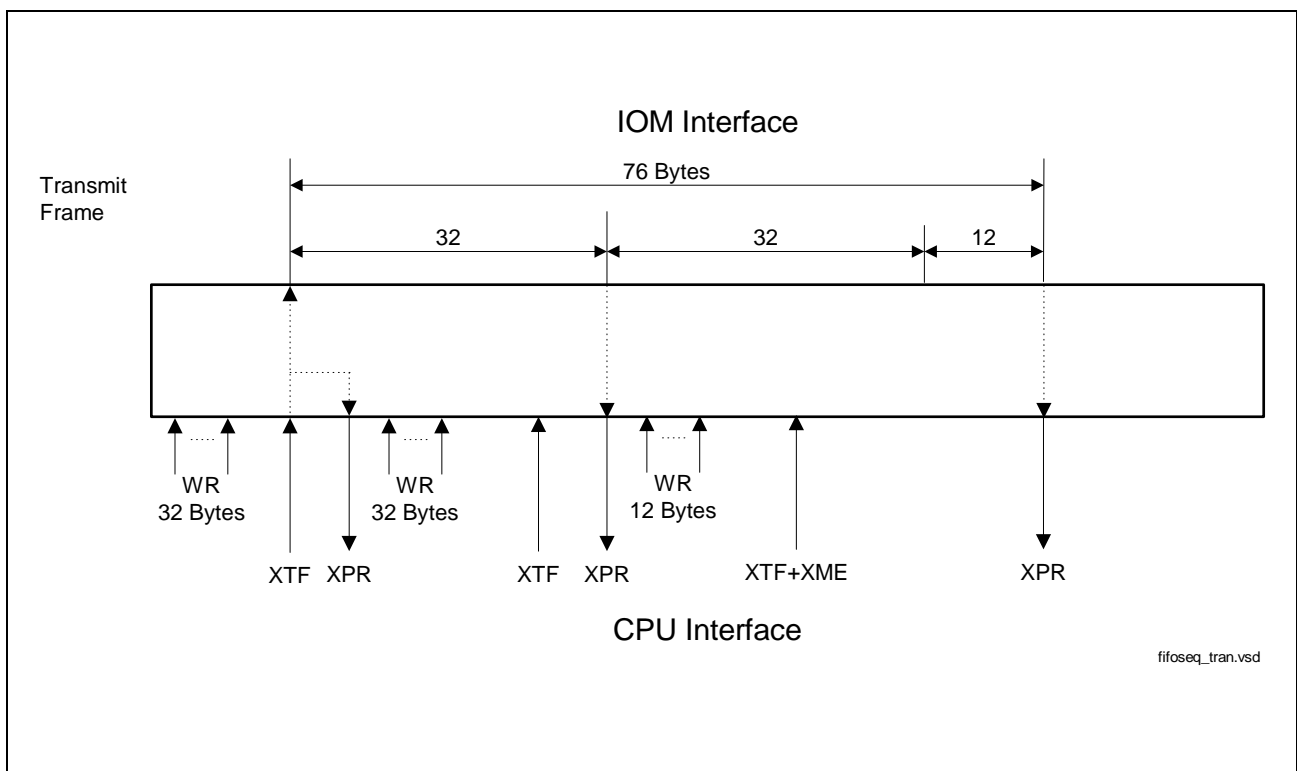 IOM Interface
Transmit
Frame
76 Bytes
32
32
12
.....
.....
.....
WR
32 Bytes
WR
32 Bytes
WR
12 Bytes
XTF
XPR
XTF
XPR
XTF+XME
XPR
CPU Interface
fifoseq_tran.vsd